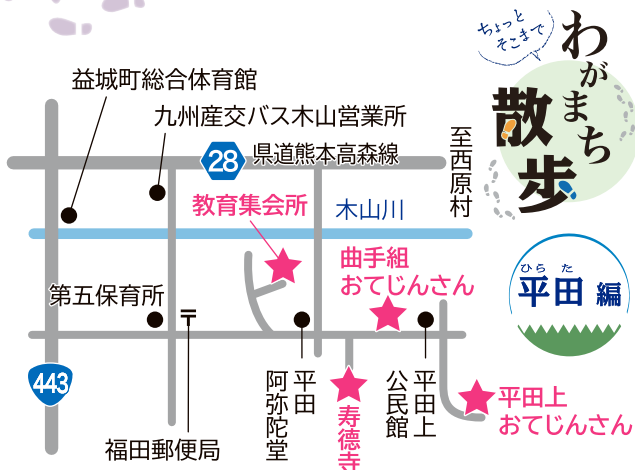 ちょっと
そこまで
わがまち
散歩
ひらた
平田編
益城町総合体育館
九州産交バス木山営業所
28
県道熊本高森線
至西原村
教育集会所
木山川
曲手組
おてじんさん
第五保育所
443
福田郵便局
平田
阿弥陀堂
寿徳寺
平田上
公民館
平田上
おてじんさん